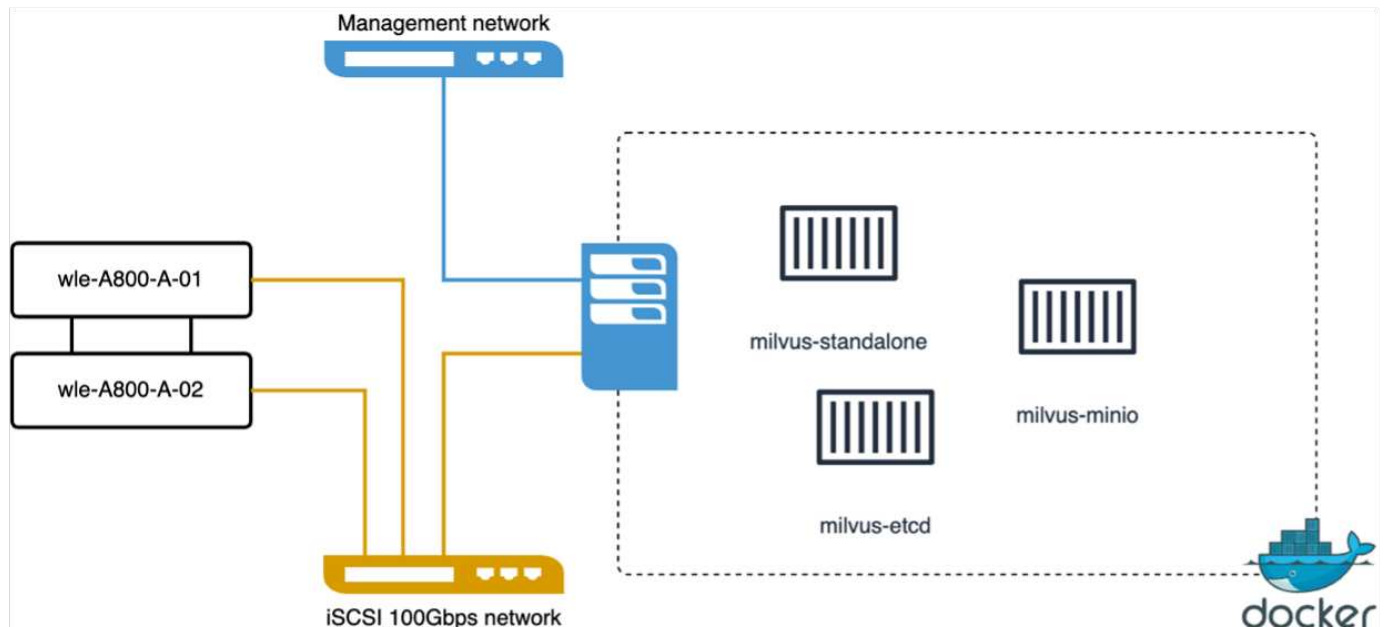 Management network
wle-A800-A-01
wle-A800-A-02
milvus-standalone
milvus-minio
milvus-etcd
iSCSI 100Gbps network
docker